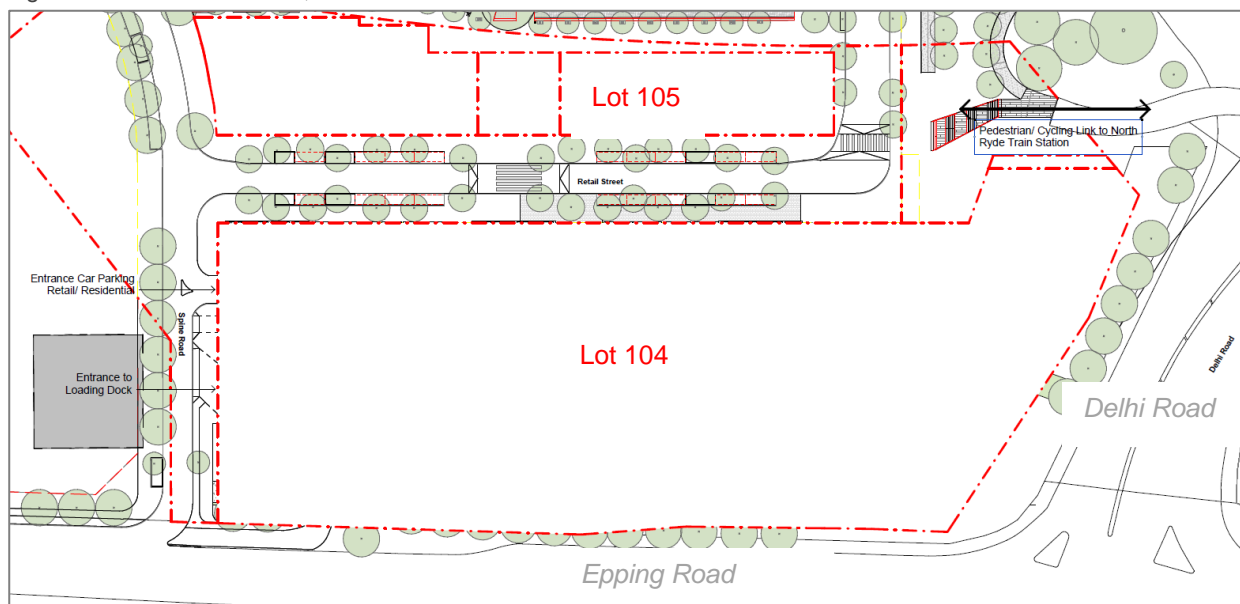 Lot 105
Pedestrian/ Cycling Link to North
Ryde Train Station
Retail Street
Entrance Car Parking
Retail/ Residential
Spine Road
Lot 104
Entrance to
Loading Dock
Delhi Road
Delhi Road
Epping Road